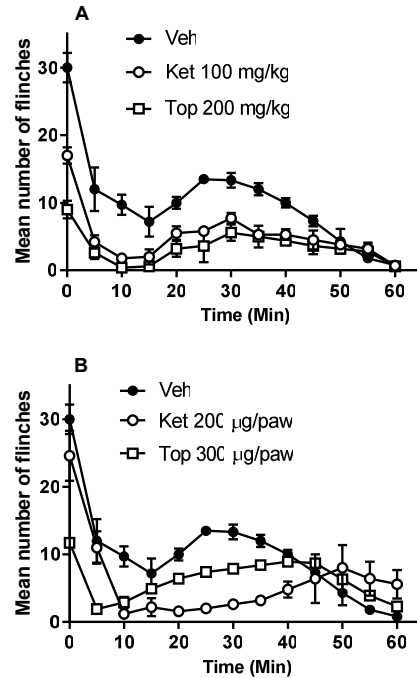 A
Veh
Ket 100 mg/kg
Top 200 mg/kg
Mean number of flinches
30
20
10
0
0 10 20 30 40 50 60
Time (Min)
B
Veh
Ket 200 µg/paw
Top 300 µg/paw
Mean number of flinches
30
20
10
0
0 10 20 30 40 50 60
Time (Min)